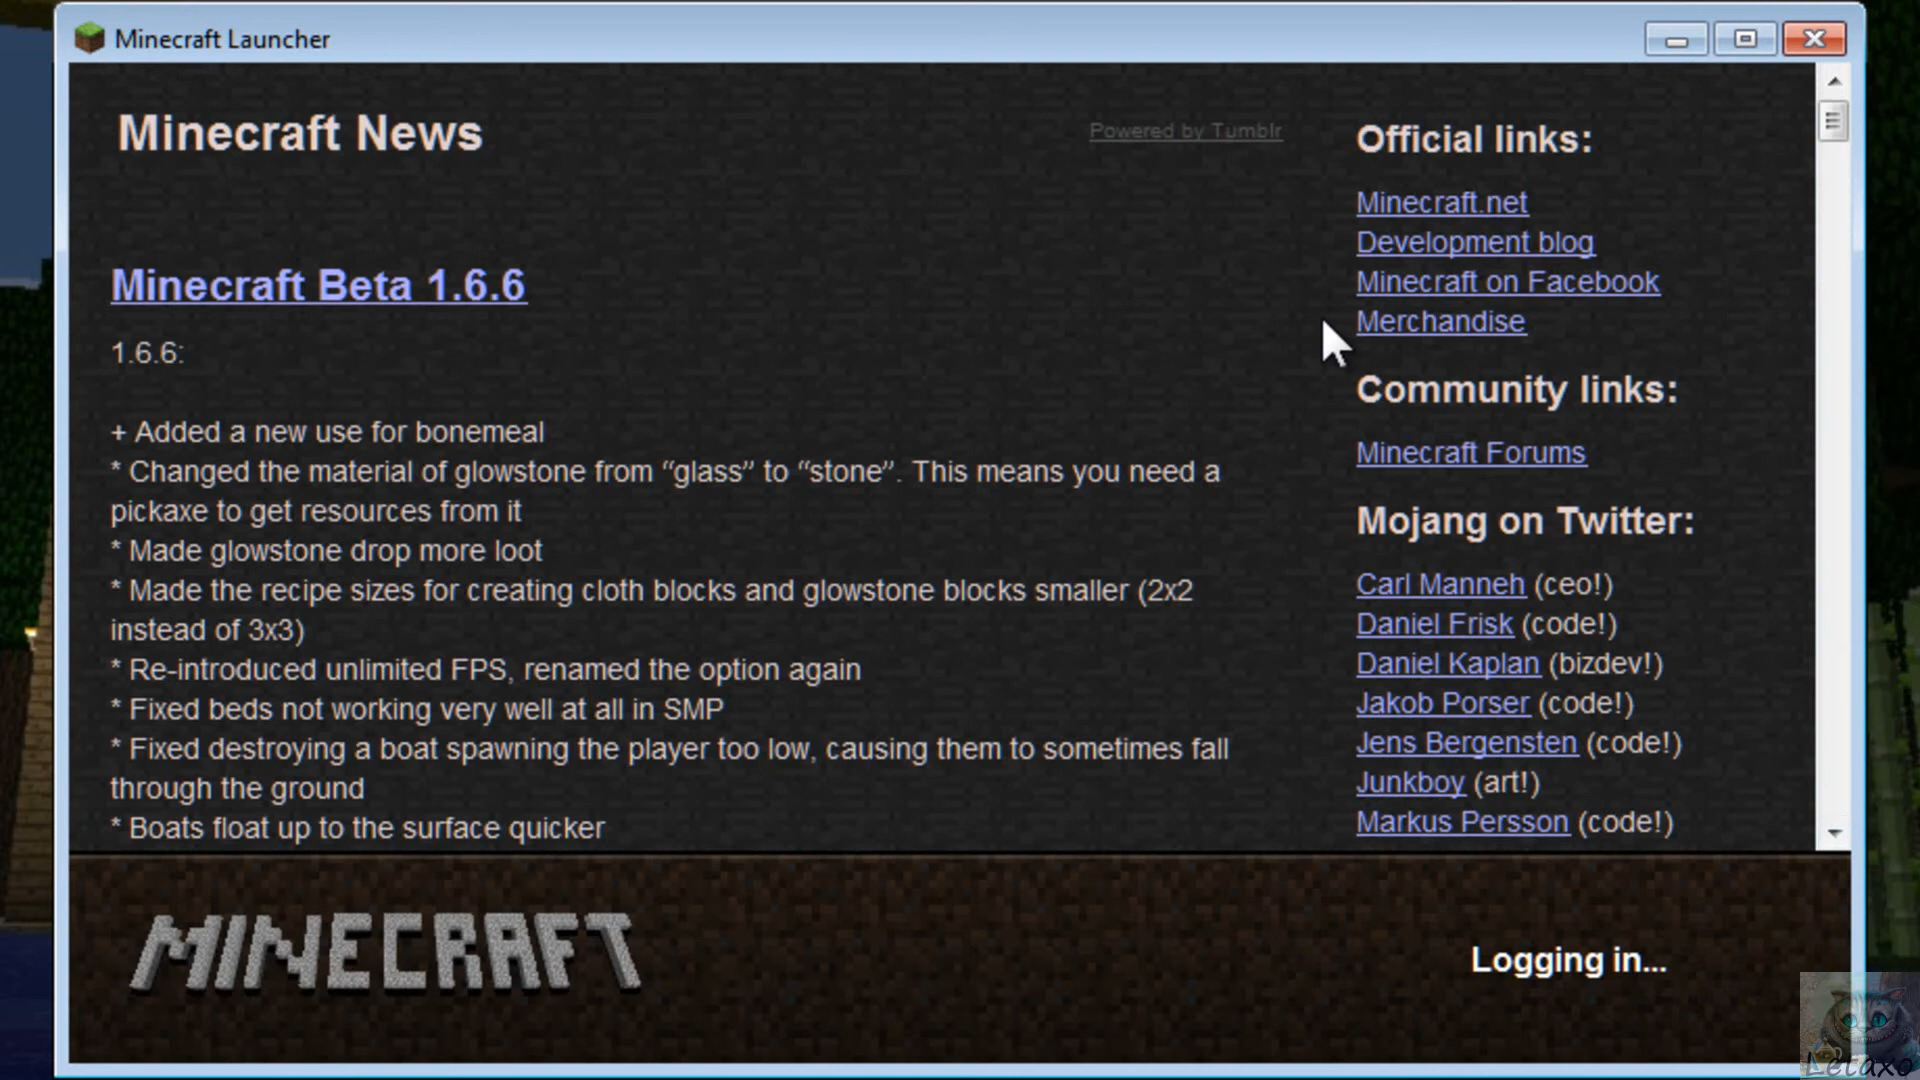 Minecraft Launcher
Minecraft News
Powered by Tumblr
Minecraft Beta 1.6.6
1.6.6:
+ Added a new use for bonemeal
* Changed the material of glowstone from “glass” to “stone”. This means you need a
pickaxe to get resources from it
* Made glowstone drop more loot
* Made the recipe sizes for creating cloth blocks and glowstone blocks smaller (2x2
instead of 3x3)
* Re-introduced unlimited FPS, renamed the option again
* Fixed beds not working very well at all in SMP
* Fixed destroying a boat spawning the player too low, causing them to sometimes fall
through the ground
* Boats float up to the surface quicker
Official links:
Minecraft.net
Development blog
Minecraft on Facebook
Merchandise
Community links:
Minecraft Forums
Mojang on Twitter:
Carl Manneh (ceo!)
Daniel Frisk (code!)
Daniel Kaplan (bizdev!)
Jakob Porser (code!)
Jens Bergensten (code!)
Junkboy (art!)
Markus Persson (code!)
MINECRAFT
Logging in...
Letaxo